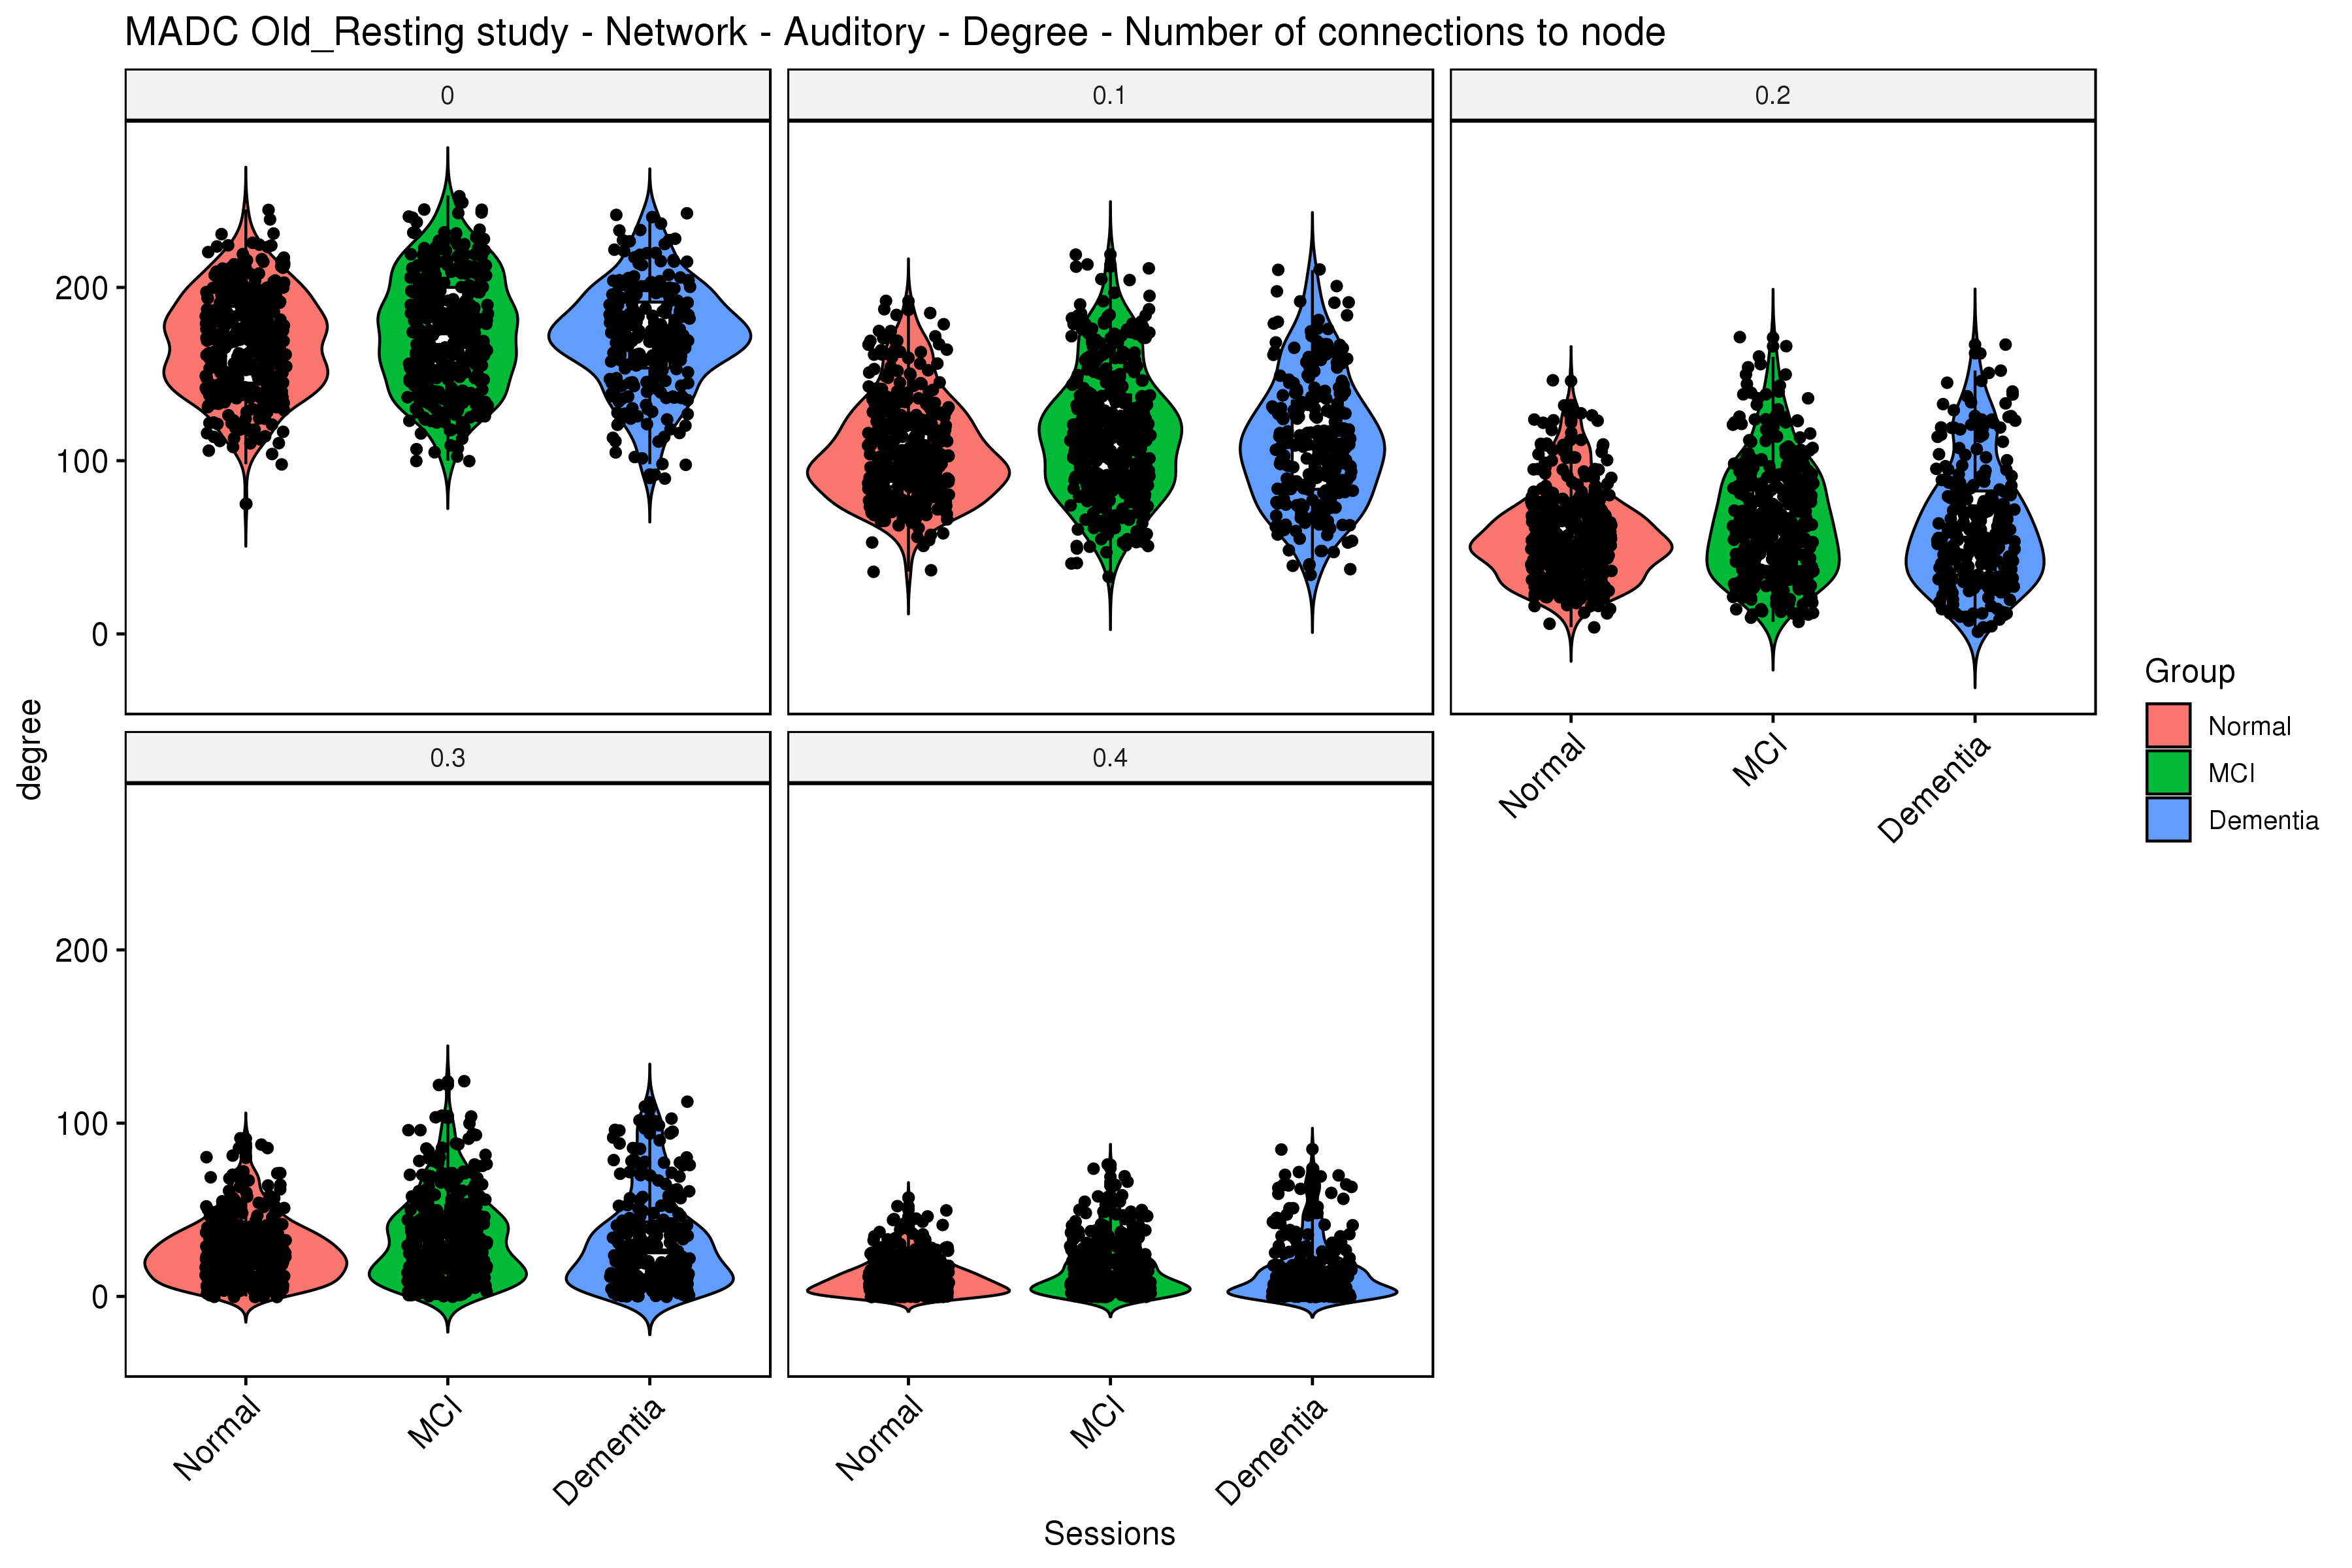 MADC Old_Resting study - Network - Auditory - Degree - Number of connections to node
0
0.1
0.2
200
100
0
Normal
MCI
Dementia
degree
0.3
0.4
200
100
0
Normal
MCI
Dementia
Normal
MCI
Dementia
Sessions
Group
Normal
MCI
Dementia